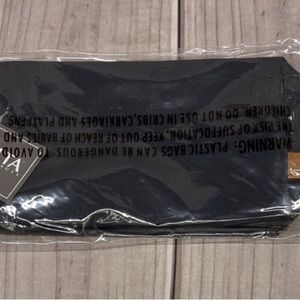 WARNING: PLASTIC BAGS CAN BE DANGEROUS. TO AVOID
THE RISK OF SUFFOCATION, KEEP OUT OF REACH OF BABIES AND
CHILDREN. DO NOT USE IN CRIBS, CARRIAGES AND PLAYPENS